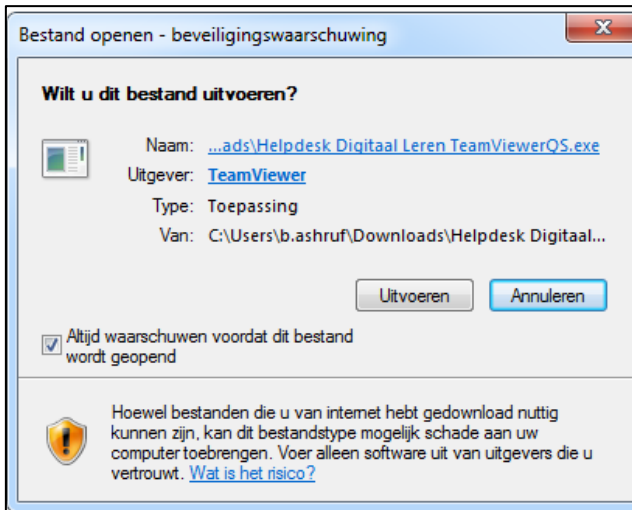 Bestand openen - beveiligingswaarschuwing
Wilt u dit bestand uitvoeren?
Naam: ...ads\Helpdesk Digitaal Leren TeamViewerQS.exe
Uitgever: TeamViewer
Type: Toepassing
Van: C:\Users\b.ashruf\Downloads\Helpdesk Digitaal...
Uitvoeren Annuleren
Altijd waarschuwen voordat dit bestand
wordt geopend
Hoewel bestanden die u van internet hebt gedownload nuttig
kunnen zijn, kan dit bestandstype mogelijk schade aan uw
computer toebrengen. Voer alleen software uit van uitgevers die u
vertrouwt. Wat is het risico?